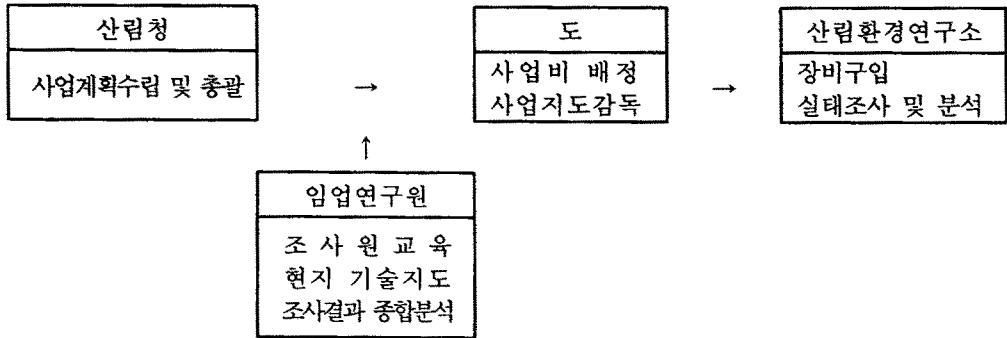 산림청
사업계획수립 및 총괄
→
도
사업비 배정
사업지도감독
→
산림환경연구소
장비구입
실태조사 및 분석
↑
임업연구원
조사원교육
현지 기술지도
조사결과 종합분석